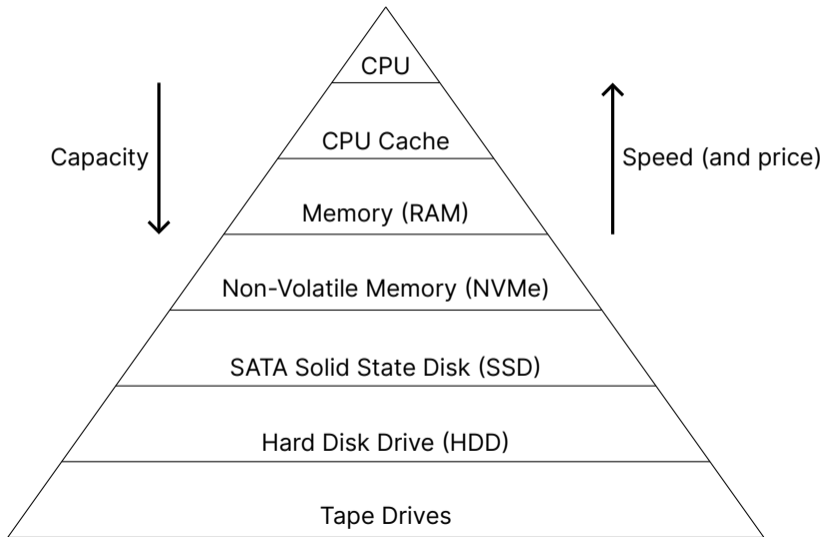 CPU
CPU Cache
Capacity
Speed (and price)
Memory (RAM)
Non-Volatile Memory (NVMe)
SATA Solid State Disk (SSD)
Hard Disk Drive (HDD)
Tape Drives